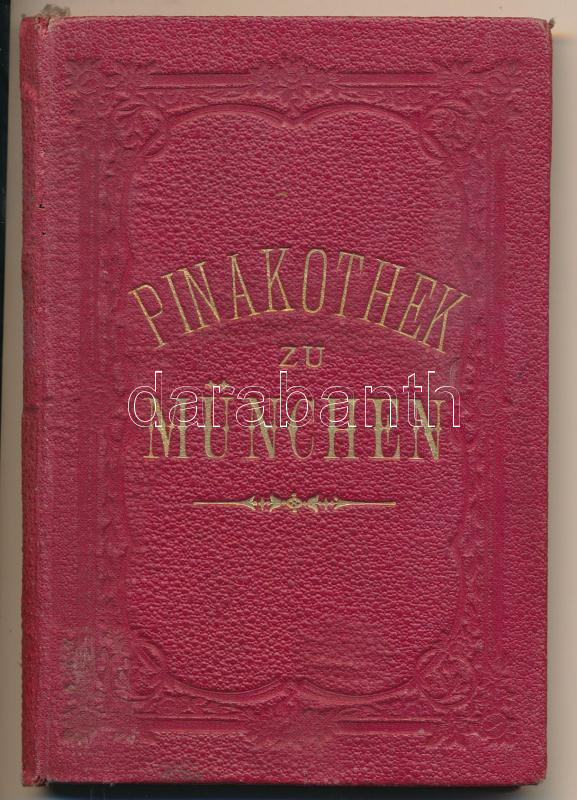 PINAKOTHEK
ZU
darabanth
MÜNCHEN